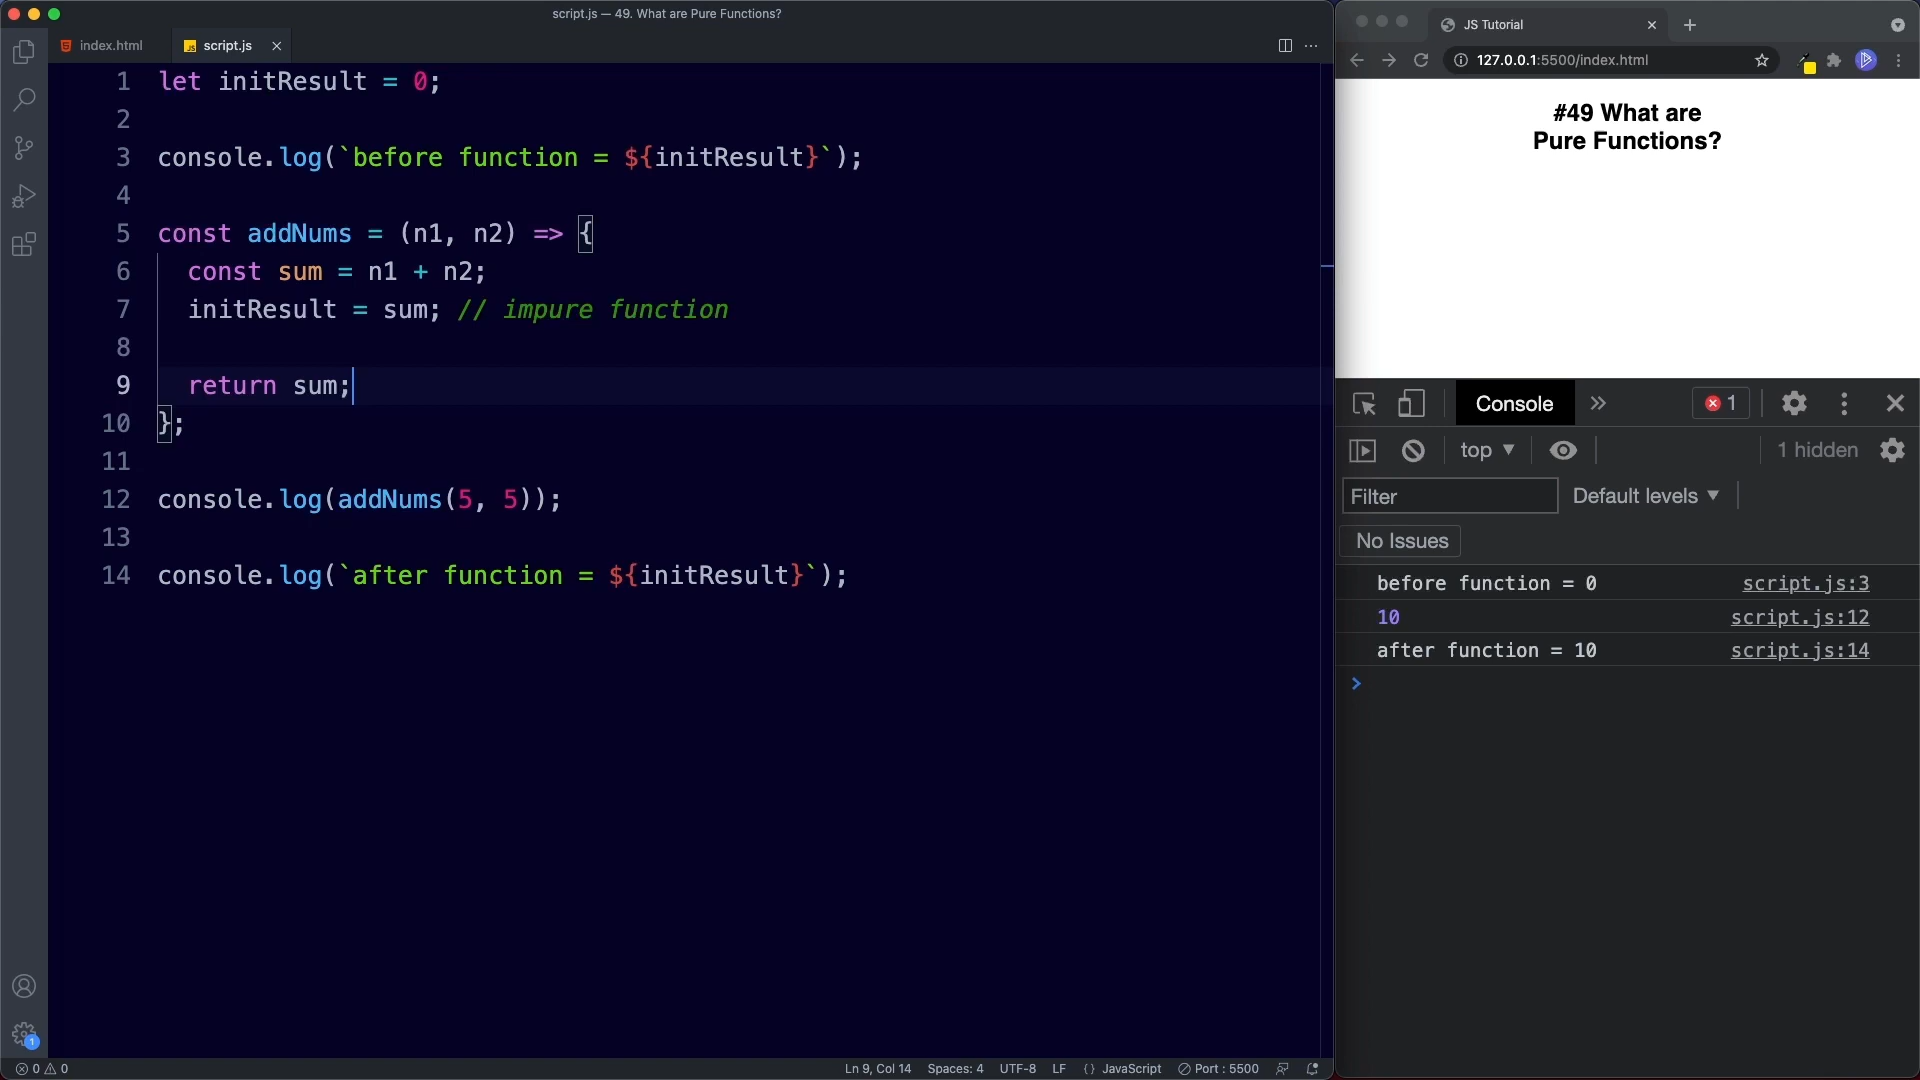 script.js — 49. What are Pure Functions?
index.html
script.js
1 let initResult = 0;
2
3 console.log(`before function = ${initResult}`);
4
5 const addNums = (n1, n2) => {
6 const sum = n1 + n2;
7 initResult = sum; // impure function
8
9 return sum;
10 };
11
12 console.log(addNums(5, 5));
13
14 console.log(`after function = ${initResult}`);
1
0 0
Ln 9, Col 14 Spaces: 4 UTF-8 LF {} JavaScript Port : 5500
JS Tutorial
127.0.0.1:5500/index.html
#49 What are
Pure Functions?
Console » 1
top 1 hidden
Filter Default levels
No Issues
before function = 0 script.js:3
10 script.js:12
after function = 10 script.js:14
>